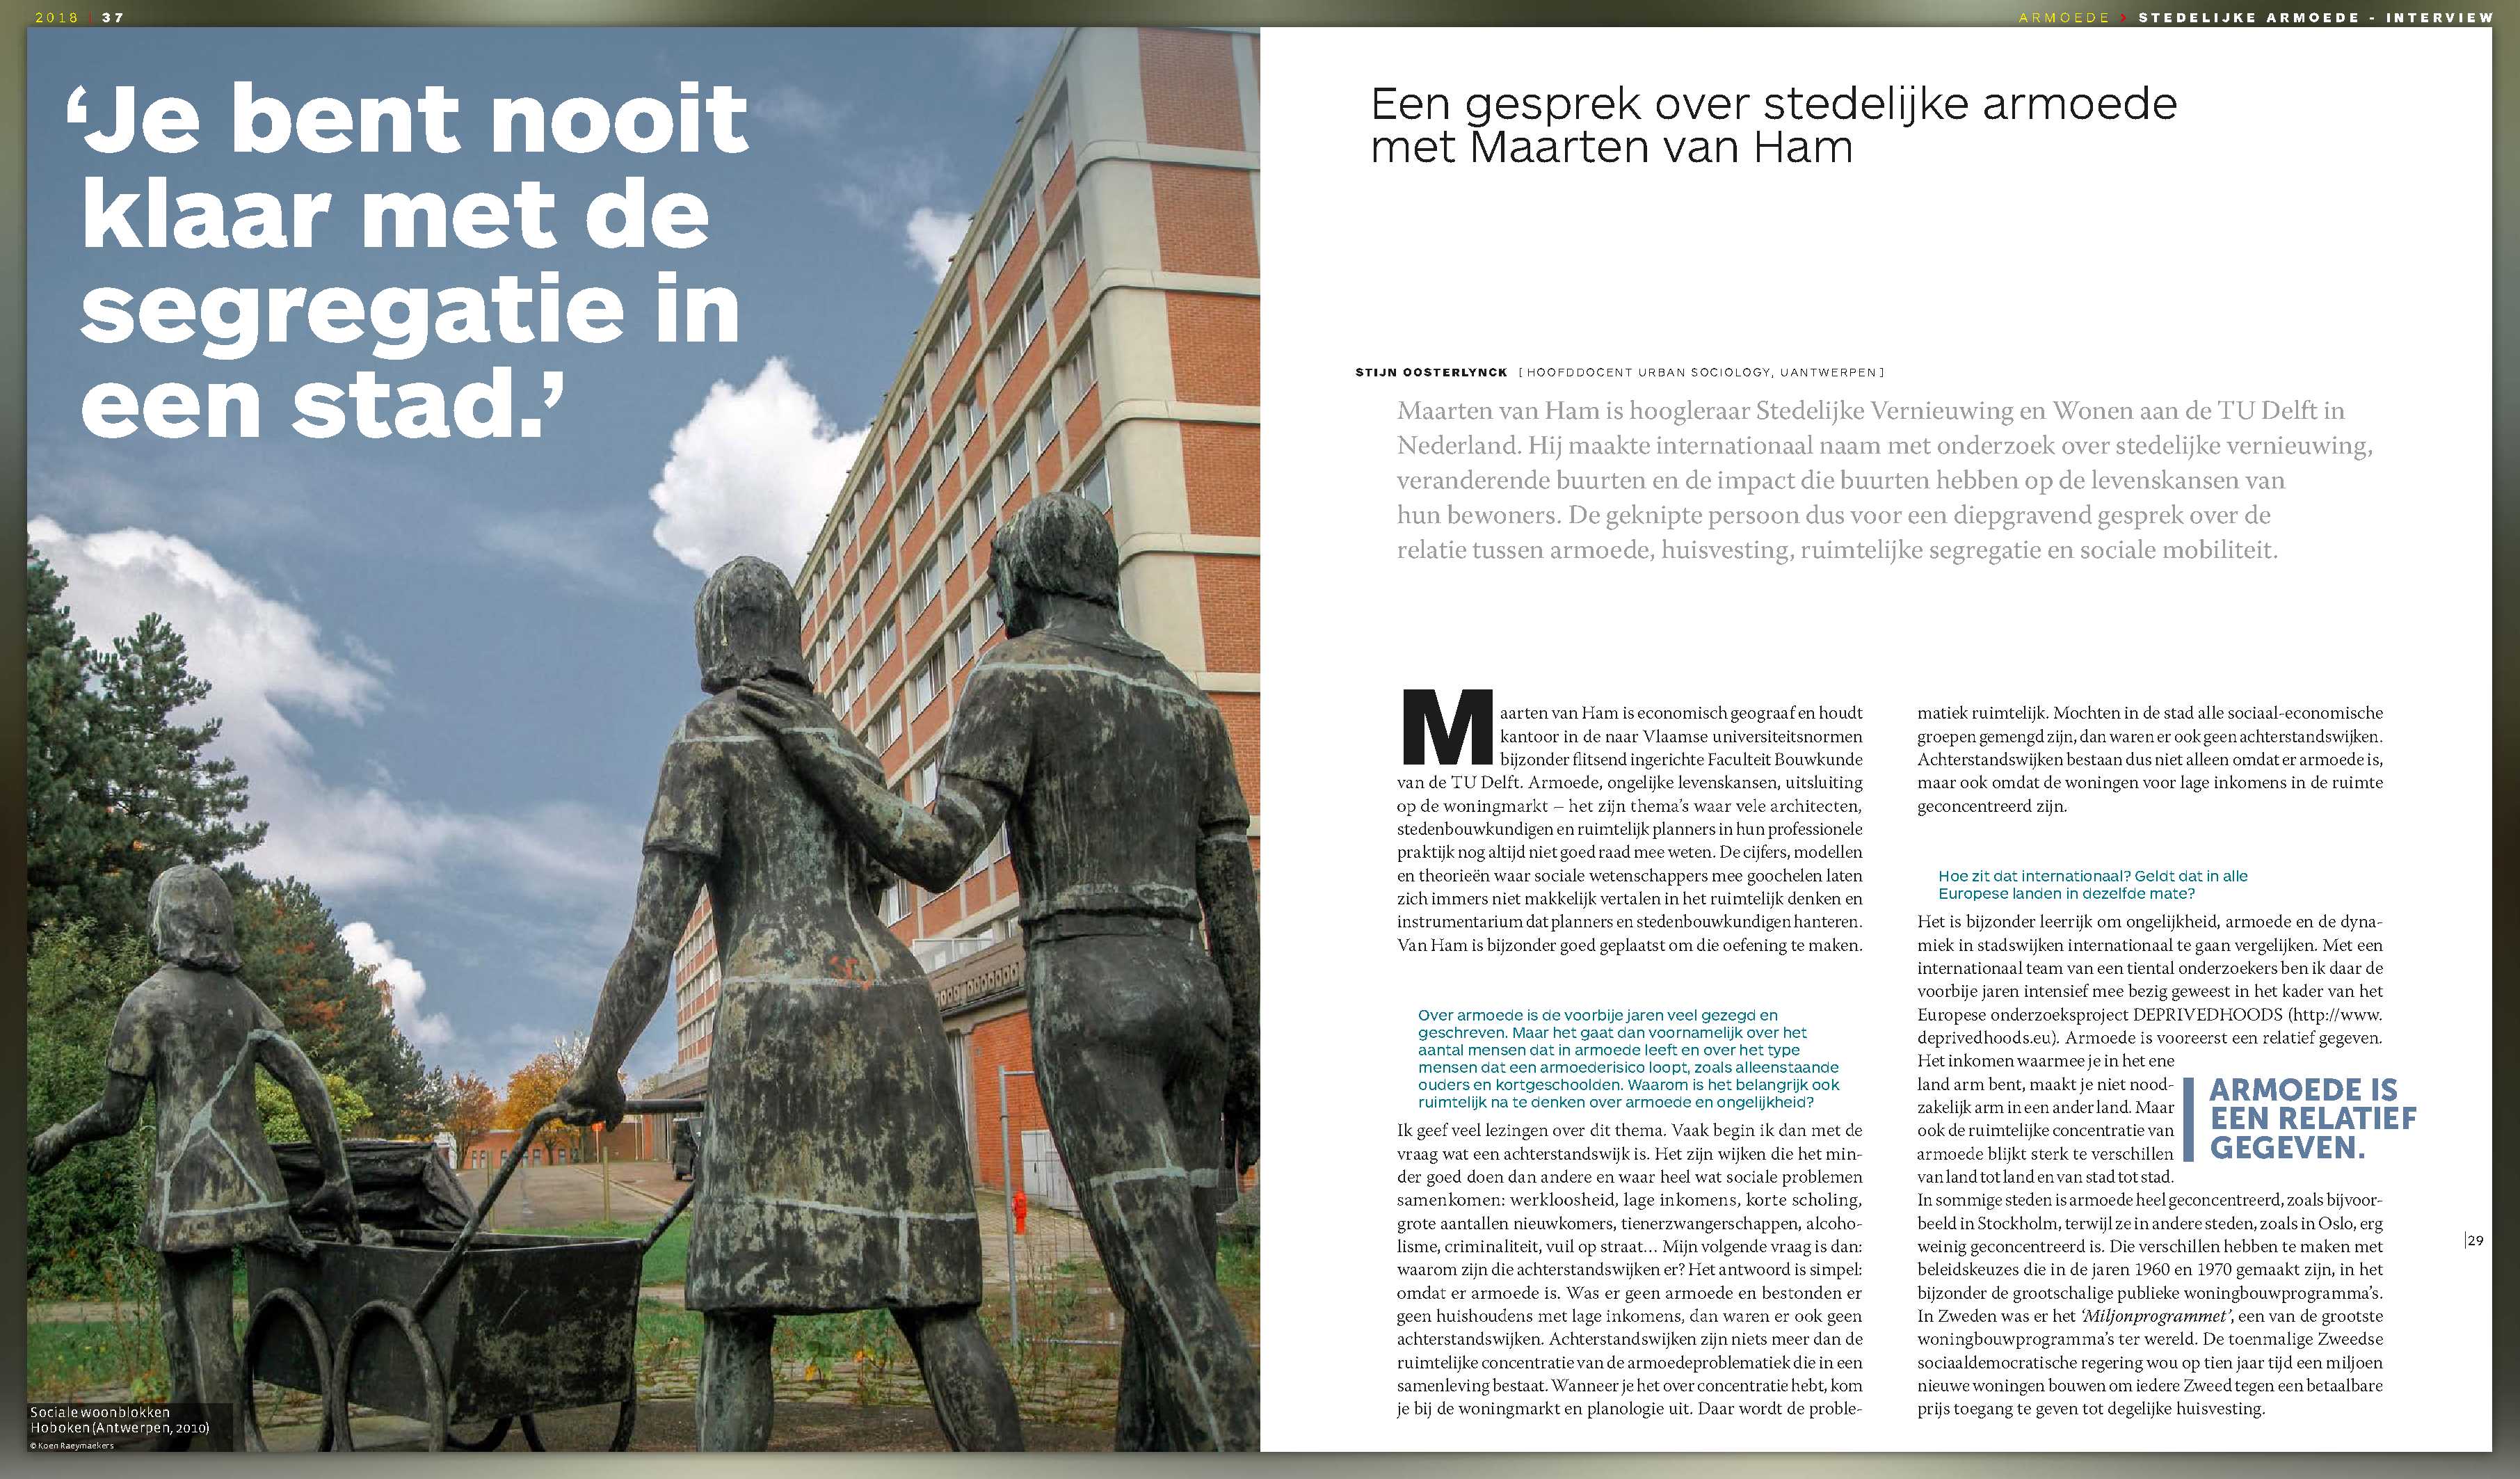 2018 | 37
ARMOEDE > STEDELIJKE ARMOEDE - INTERVIEW
‘Je bent nooit
klaar met de
segregatie in
een stad.’
Sociale woonblokken
Hoboken (Antwerpen, 2010)
© Koen Raeymaekers
Een gesprek over stedelijke armoede
met Maarten van Ham
STIJN OOSTERLYNCK [HOOFDDOCENT URBAN SOCIOLOGY, UANTWERPEN]
Maarten van Ham is hoogleraar Stedelijke Vernieuwing en Wonen aan de TU Delft in
Nederland. Hij maakte internationaal naam met onderzoek over stedelijke vernieuwing,
veranderende buurten en de impact die buurten hebben op de levenskansen van
hun bewoners. De geknipte persoon dus voor een diepgravend gesprek over de
relatie tussen armoede, huisvesting, ruimtelijke segregatie en sociale mobiliteit.
Maarten van Ham is economisch geograaf en houdt
kantoor in de naar Vlaamse universiteitsnormen
bijzonder flitsend ingerichte Faculteit Bouwkunde
van de TU Delft. Armoede, ongelijke levenskansen, uitsluiting
op de woningmarkt – het zijn thema’s waar vele architecten,
stedenbouwkundigen en ruimtelijk planners in hun professionele
praktijk nog altijd niet goed raad mee weten. De cijfers, modellen
en theorieën waar sociale wetenschappers mee goochelen laten
zich immers niet makkelijk vertalen in het ruimtelijk denken en
instrumentarium dat planners en stedenbouwkundigen hanteren.
Van Ham is bijzonder goed geplaatst om die oefening te maken.
Over armoede is de voorbije jaren veel gezegd en
geschreven. Maar het gaat dan voornamelijk over het
aantal mensen dat in armoede leeft en over het type
mensen dat een armoederisico loopt, zoals alleenstaande
ouders en kortgeschoolden. Waarom is het belangrijk ook
ruimtelijk na te denken over armoede en ongelijkheid?
Ik geef veel lezingen over dit thema. Vaak begin ik dan met de
vraag wat een achterstandswijk is. Het zijn wijken die het min-
der goed doen dan andere en waar heel wat sociale problemen
samenkomen: werkloosheid, lage inkomens, korte scholing,
grote aantallen nieuwkomers, tienerzwangerschappen, alcoho-
lisme, criminaliteit, vuil op straat… Mijn volgende vraag is dan:
waarom zijn die achterstandswijken er? Het antwoord is simpel:
omdat er armoede is. Was er geen armoede en bestonden er
geen huishoudens met lage inkomens, dan waren er ook geen
achterstandswijken. Achterstandswijken zijn niets meer dan de
ruimtelijke concentratie van de armoedeproblematiek die in een
samenleving bestaat. Wanneer je het over concentratie hebt, kom
je bij de woningmarkt en planologie uit. Daar wordt de proble-
matiek ruimtelijk. Mochten in de stad alle sociaal-economische
groepen gemengd zijn, dan waren er ook geen achterstandswijken.
Achterstandswijken bestaan dus niet alleen omdat er armoede is,
maar ook omdat de woningen voor lage inkomens in de ruimte
geconcentreerd zijn.
Hoe zit dat internationaal? Geldt dat in alle
Europese landen in dezelfde mate?
Het is bijzonder leerrijk om ongelijkheid, armoede en de dyna-
miek in stadswijken internationaal te gaan vergelijken. Met een
internationaal team van een tiental onderzoekers ben ik daar de
voorbije jaren intensief mee bezig geweest in het kader van het
Europese onderzoeksproject DEPRIVEDHOODS (http://www.
deprivedhoods.eu). Armoede is vooreerst een relatief gegeven.
Het inkomen waarmee je in het ene
land arm bent, maakt je niet nood-
zakelijk arm in een ander land. Maar
ook de ruimtelijke concentratie van
armoede blijkt sterk te verschillen
van land tot land en van stad tot stad.
In sommige steden is armoede heel geconcentreerd, zoals bijvoor-
beeld in Stockholm, terwijl ze in andere steden, zoals in Oslo, erg
weinig geconcentreerd is. Die verschillen hebben te maken met
beleidskeuzes die in de jaren 1960 en 1970 gemaakt zijn, in het
bijzonder de grootschalige publieke woningbouwprogramma’s.
In Zweden was er het ‘Miljonprogrammet’, een van de grootste
woningbouwprogramma’s ter wereld. De toenmalige Zweedse
sociaaldemocratische regering wou op tien jaar tijd een miljoen
nieuwe woningen bouwen om iedere Zweed tegen een betaalbare
prijs toegang te geven tot degelijke huisvesting.
ARMOEDE IS
EEN RELATIEF
GEGEVEN.
|29